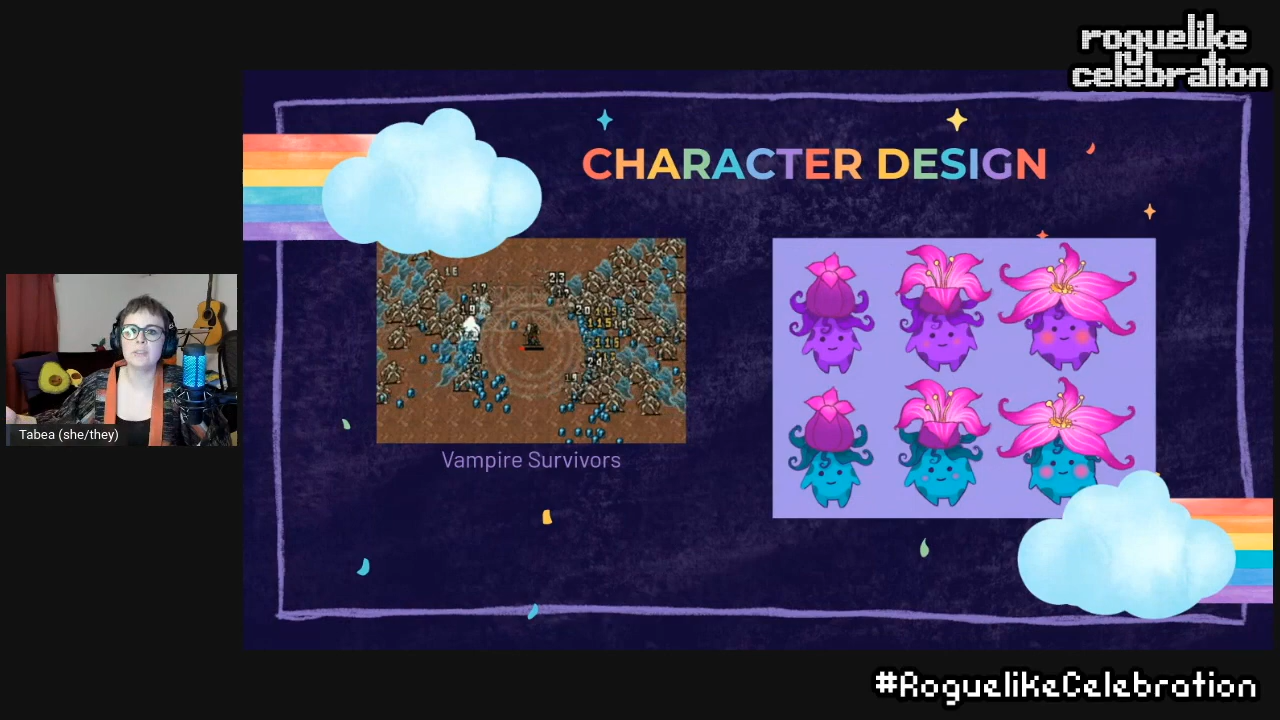 roguelike
celebration
CHARACTER DESIGN
Vampire Survivors
Tabea (she/they)
#RoguelikeCelebration